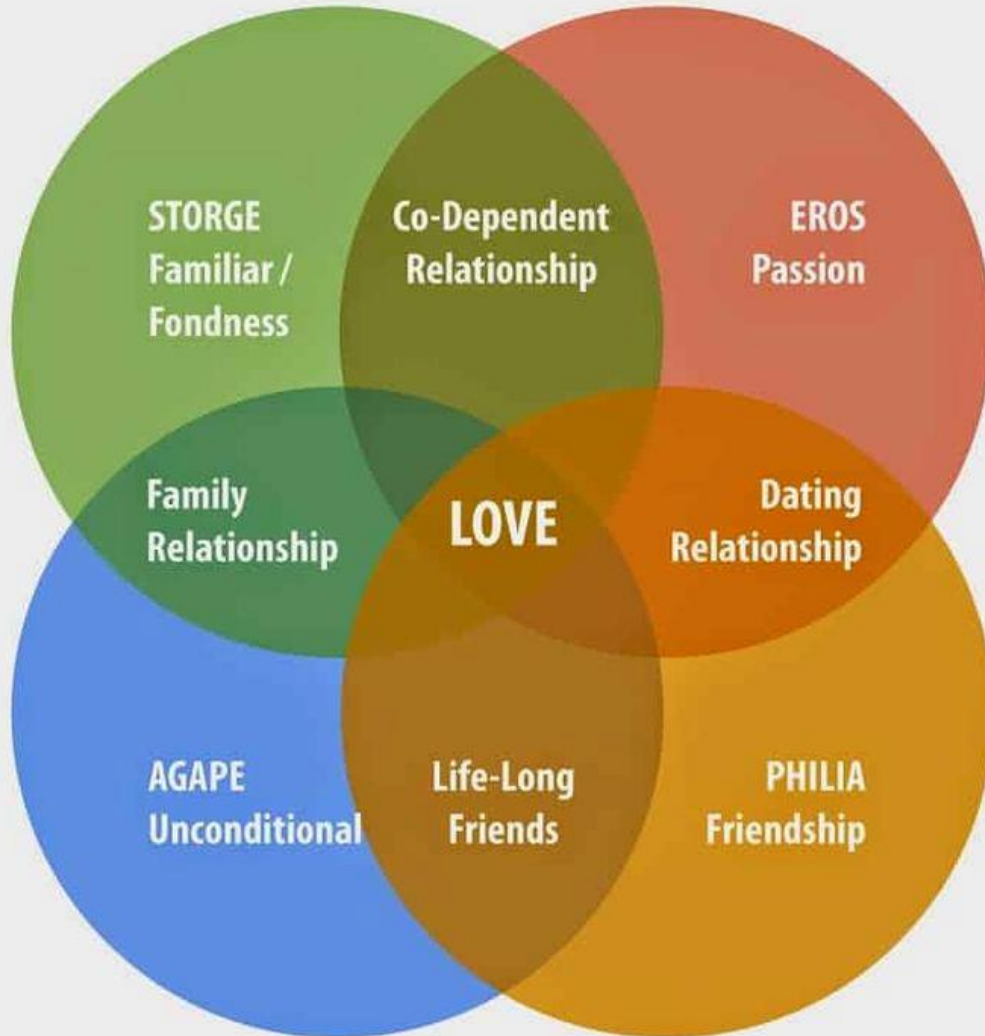 STORGE
Familiar /
Fondness
Co-Dependent
Relationship
EROS
Passion
Family
Relationship
LOVE
Dating
Relationship
AGAPE
Unconditional
Life-Long
Friends
PHILIA
Friendship